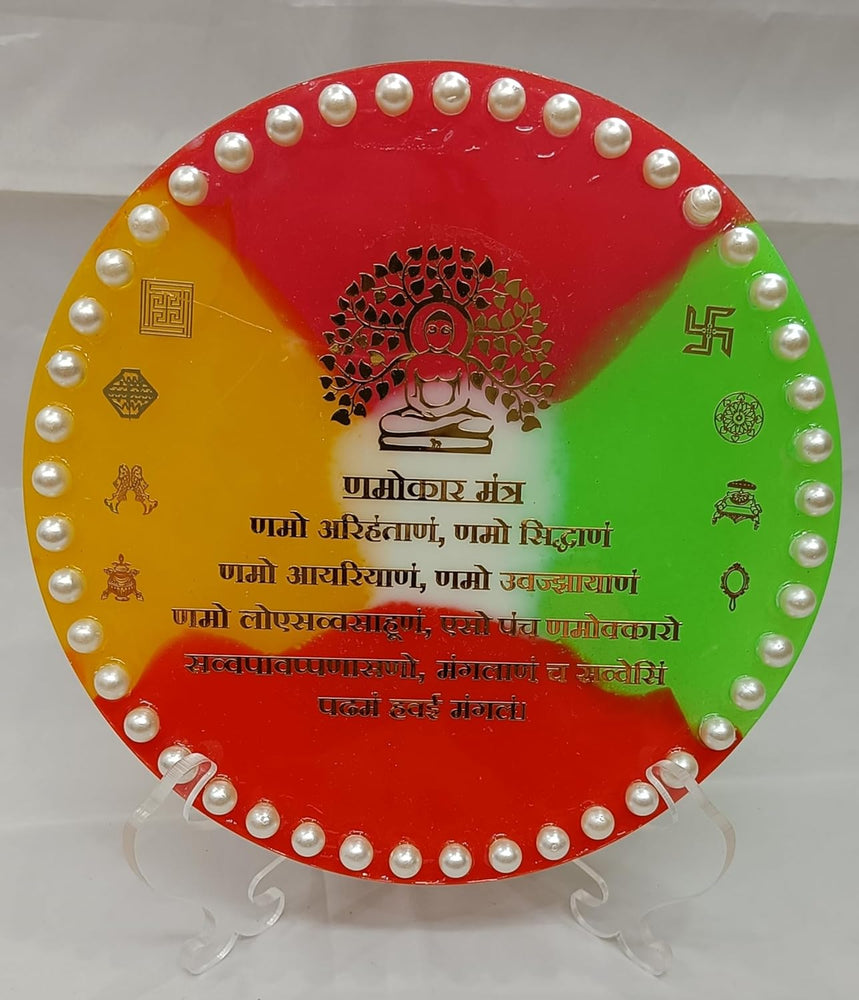 णमोकार मंत्र
णमो अरिहंताणं, णमो सिद्धाणं
णमो आयरियाणं, णमो उवज्झायाणं
णमो लोएसव्वसाहूणं, एसो पंच णमोक्कारो
सव्वपावप्पणासणो, मंगलाणं च सव्वेसिं
पढमं हवई मंगलं।